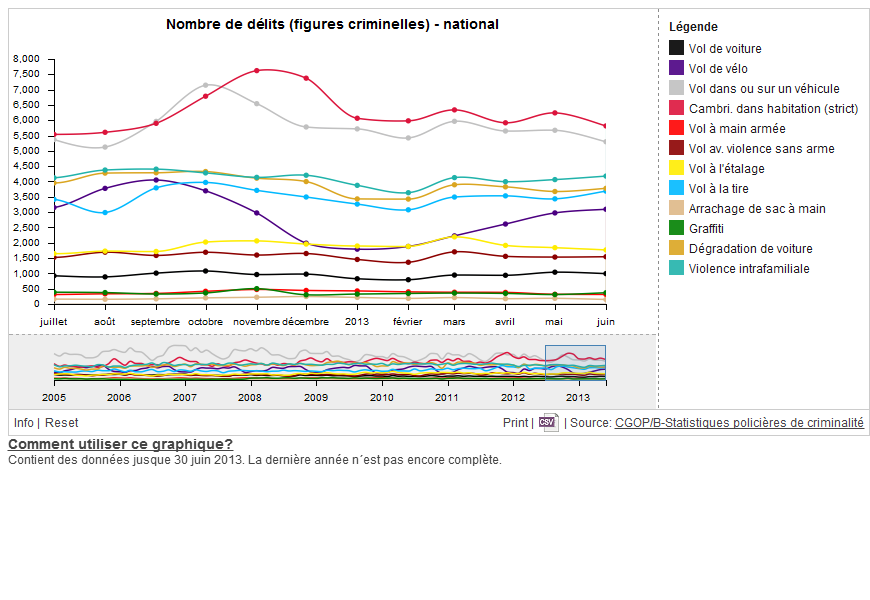 Nombre de délits (figures criminelles) - national
8,000
7,500
7,000
6,500
6,000
5,500
5,000
4,500
4,000
3,500
3,000
2,500
2,000
1,500
1,000
500
0
juillet août septembre octobre novembre décembre 2013 février mars avril mai juin
2005 2006 2007 2008 2009 2010 2011 2012 2013
Légende
Vol de voiture
Vol de vélo
Vol dans ou sur un véhicule
Cambri. dans habitation (strict)
Vol à main armée
Vol av. violence sans arme
Vol à l'étalage
Vol à la tire
Arrachage de sac à main
Graffiti
Dégradation de voiture
Violence intrafamiliale
Info | Reset
Print | CSV | Source: CGOP/B-Statistiques policières de criminalité
Comment utiliser ce graphique?
Contient des données jusque 30 juin 2013. La dernière année n´est pas encore complète.